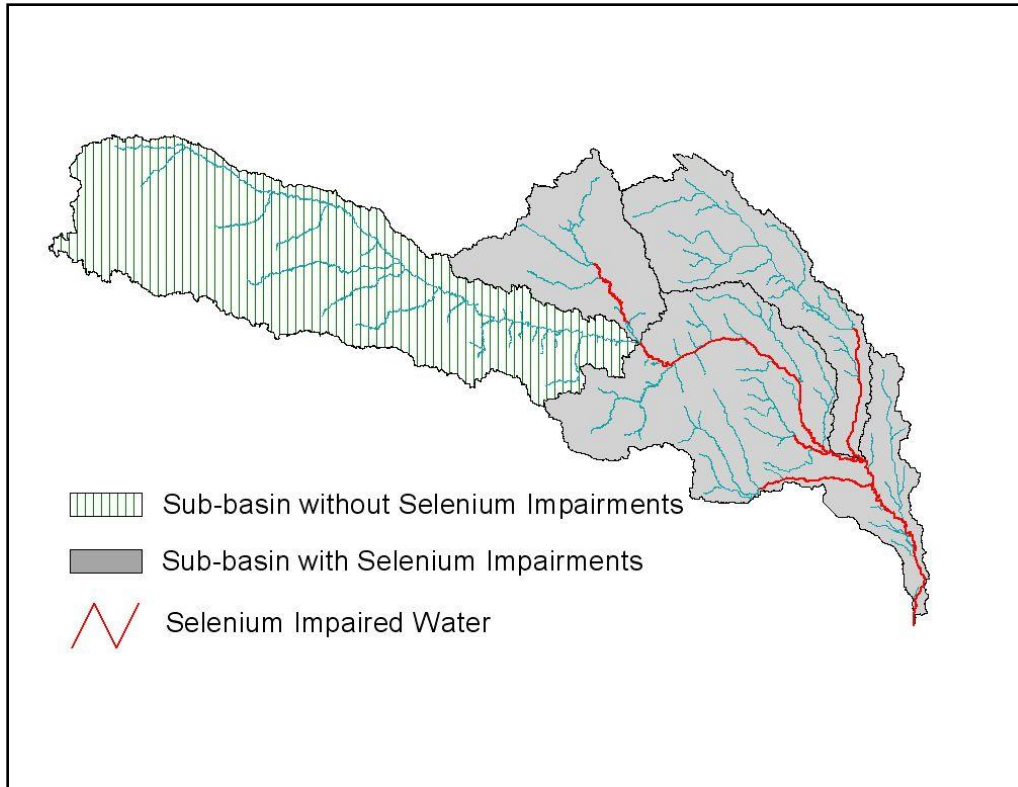 Sub-basin without Selenium Impairments
Sub-basin with Selenium Impairments
Selenium Impaired Water